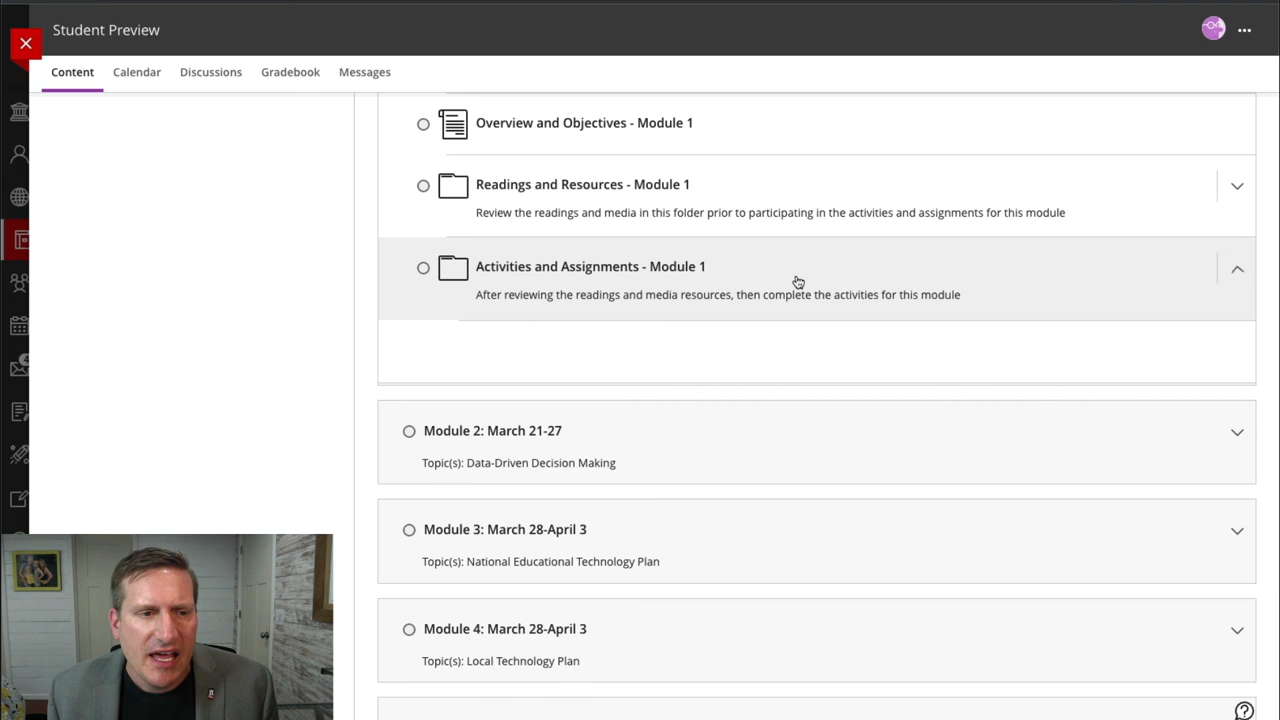 Student Preview
Content Calendar Discussions Gradebook Messages
Overview and Objectives - Module 1
Readings and Resources - Module 1
Review the readings and media in this folder prior to participating in the activities and assignments for this module
Activities and Assignments - Module 1
After reviewing the readings and media resources, then complete the activities for this module
Module 2: March 21-27
Topic(s): Data-Driven Decision Making
Module 3: March 28-April 3
Topic(s): National Educational Technology Plan
Module 4: March 28-April 3
Topic(s): Local Technology Plan